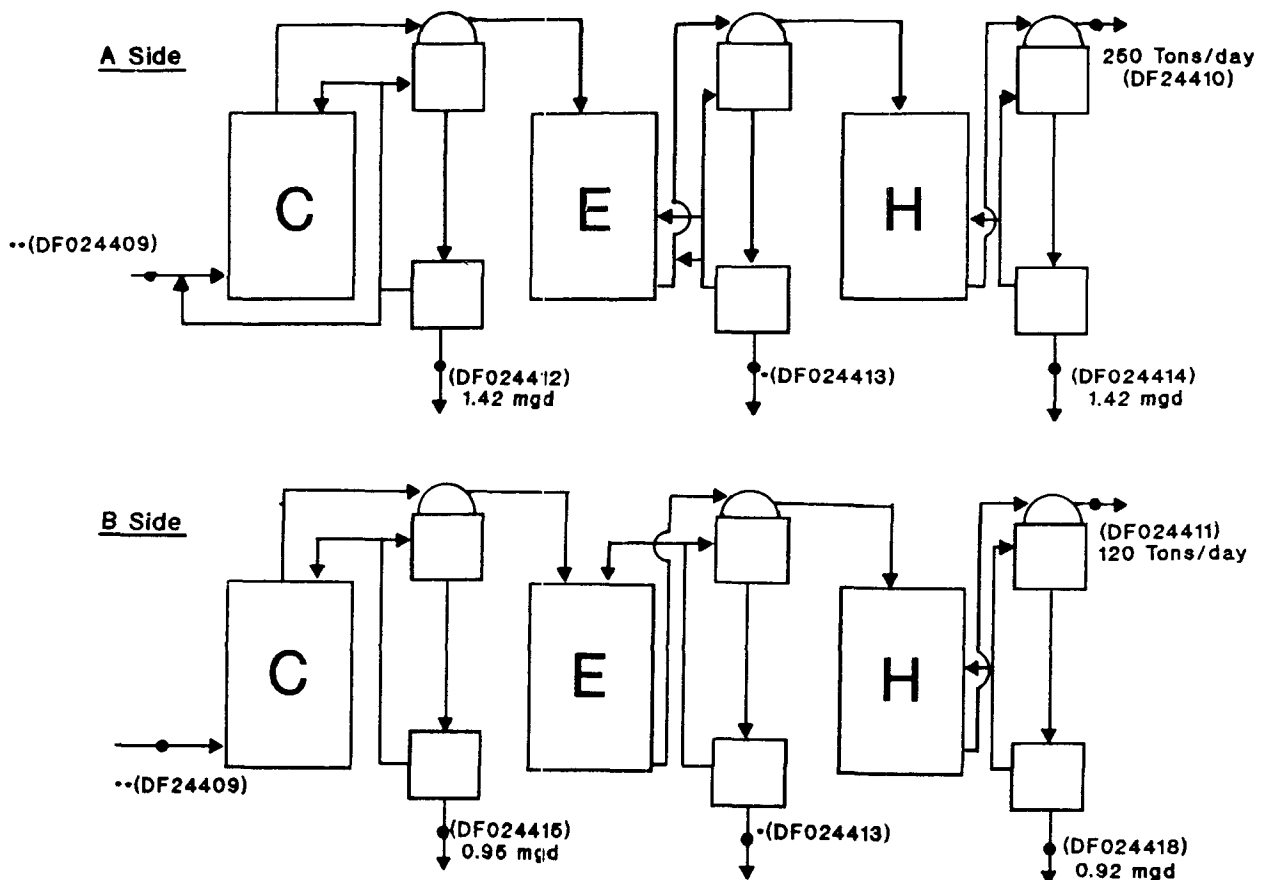 A Side
250 Tons/day
(DF24410)
C
E
H
••(DF024409)
(DF024412)
1.42 mgd
•(DF024413)
(DF024414)
1.42 mgd
B Side
(DF024411)
120 Tons/day
C
E
H
••(DF24409)
(DF024415)
0.95 mgd
•(DF024413)
(DF024418)
0.92 mgd